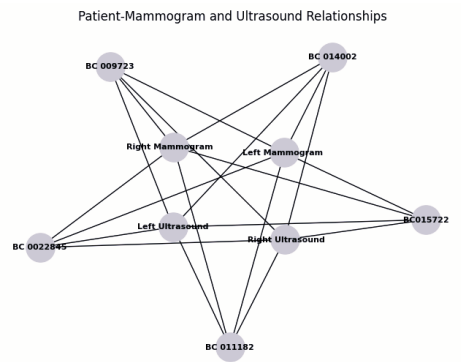 Patient-Mammogram and Ultrasound Relationships
BC 014002
BC 009723
Right Mammogram
Left Mammogram
BC015722
Left Ultrasound
Right Ultrasound
BC 0022845
BC 011182